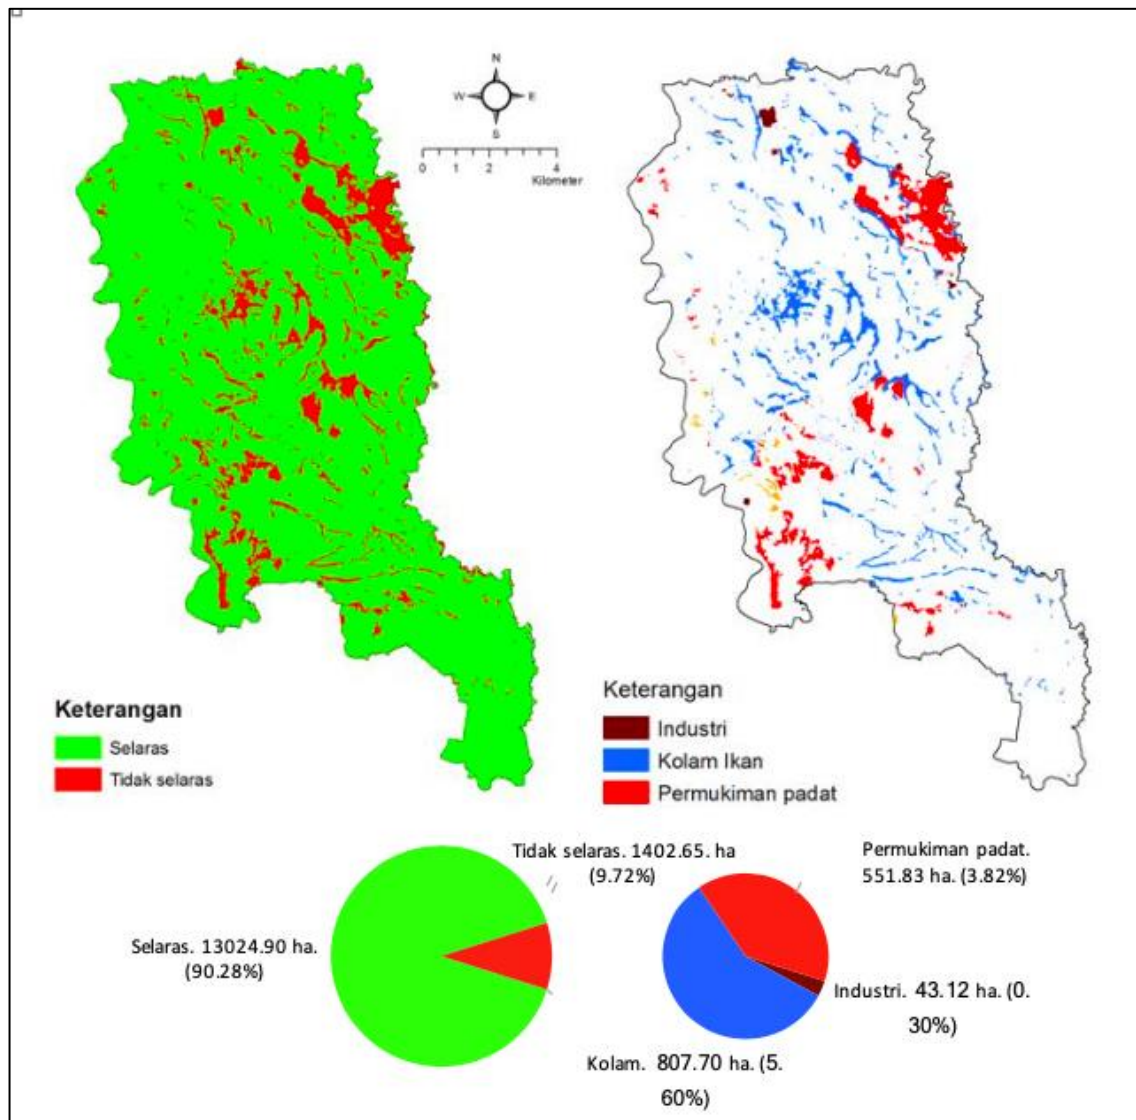 N
W E
S
0 1 2 4
Kilometer
Keterangan
Selaras
Tidak selaras
Keterangan
Industri
Kolam Ikan
Permukiman padat
Tidak selaras. 1402.65. ha
(9.72%)
Permukiman padat.
551.83 ha. (3.82%)
Selaras. 13024.90 ha.
(90.28%)
Industri. 43.12 ha. (0.
30%)
Kolam. 807.70 ha. (5.
60%)